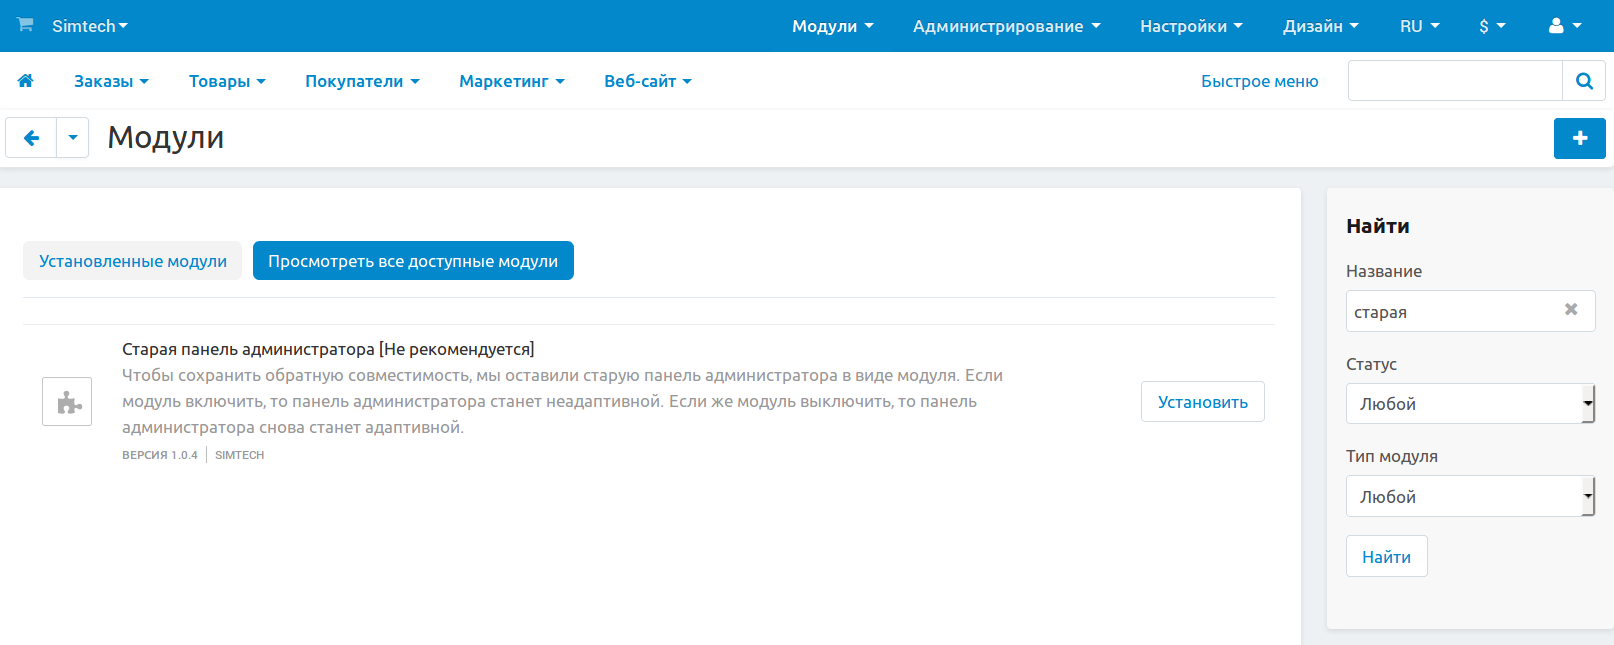 Simtech Модули Администрирование Настройки Дизайн RU $
Заказы Товары Покупатели Маркетинг Веб-сайт Быстрое меню
Модули
Установленные модули Просмотреть все доступные модули
Старая панель администратора [Не рекомендуется]
Чтобы сохранить обратную совместимость, мы оставили старую панель администратора в виде модуля. Если
модуль включить, то панель администратора станет неадаптивной. Если же модуль выключить, то панель
администратора снова станет адаптивной.
ВЕРСИЯ 1.0.4 SIMTECH
Установить
Найти
Название
старая
Статус
Любой
Тип модуля
Любой
Найти